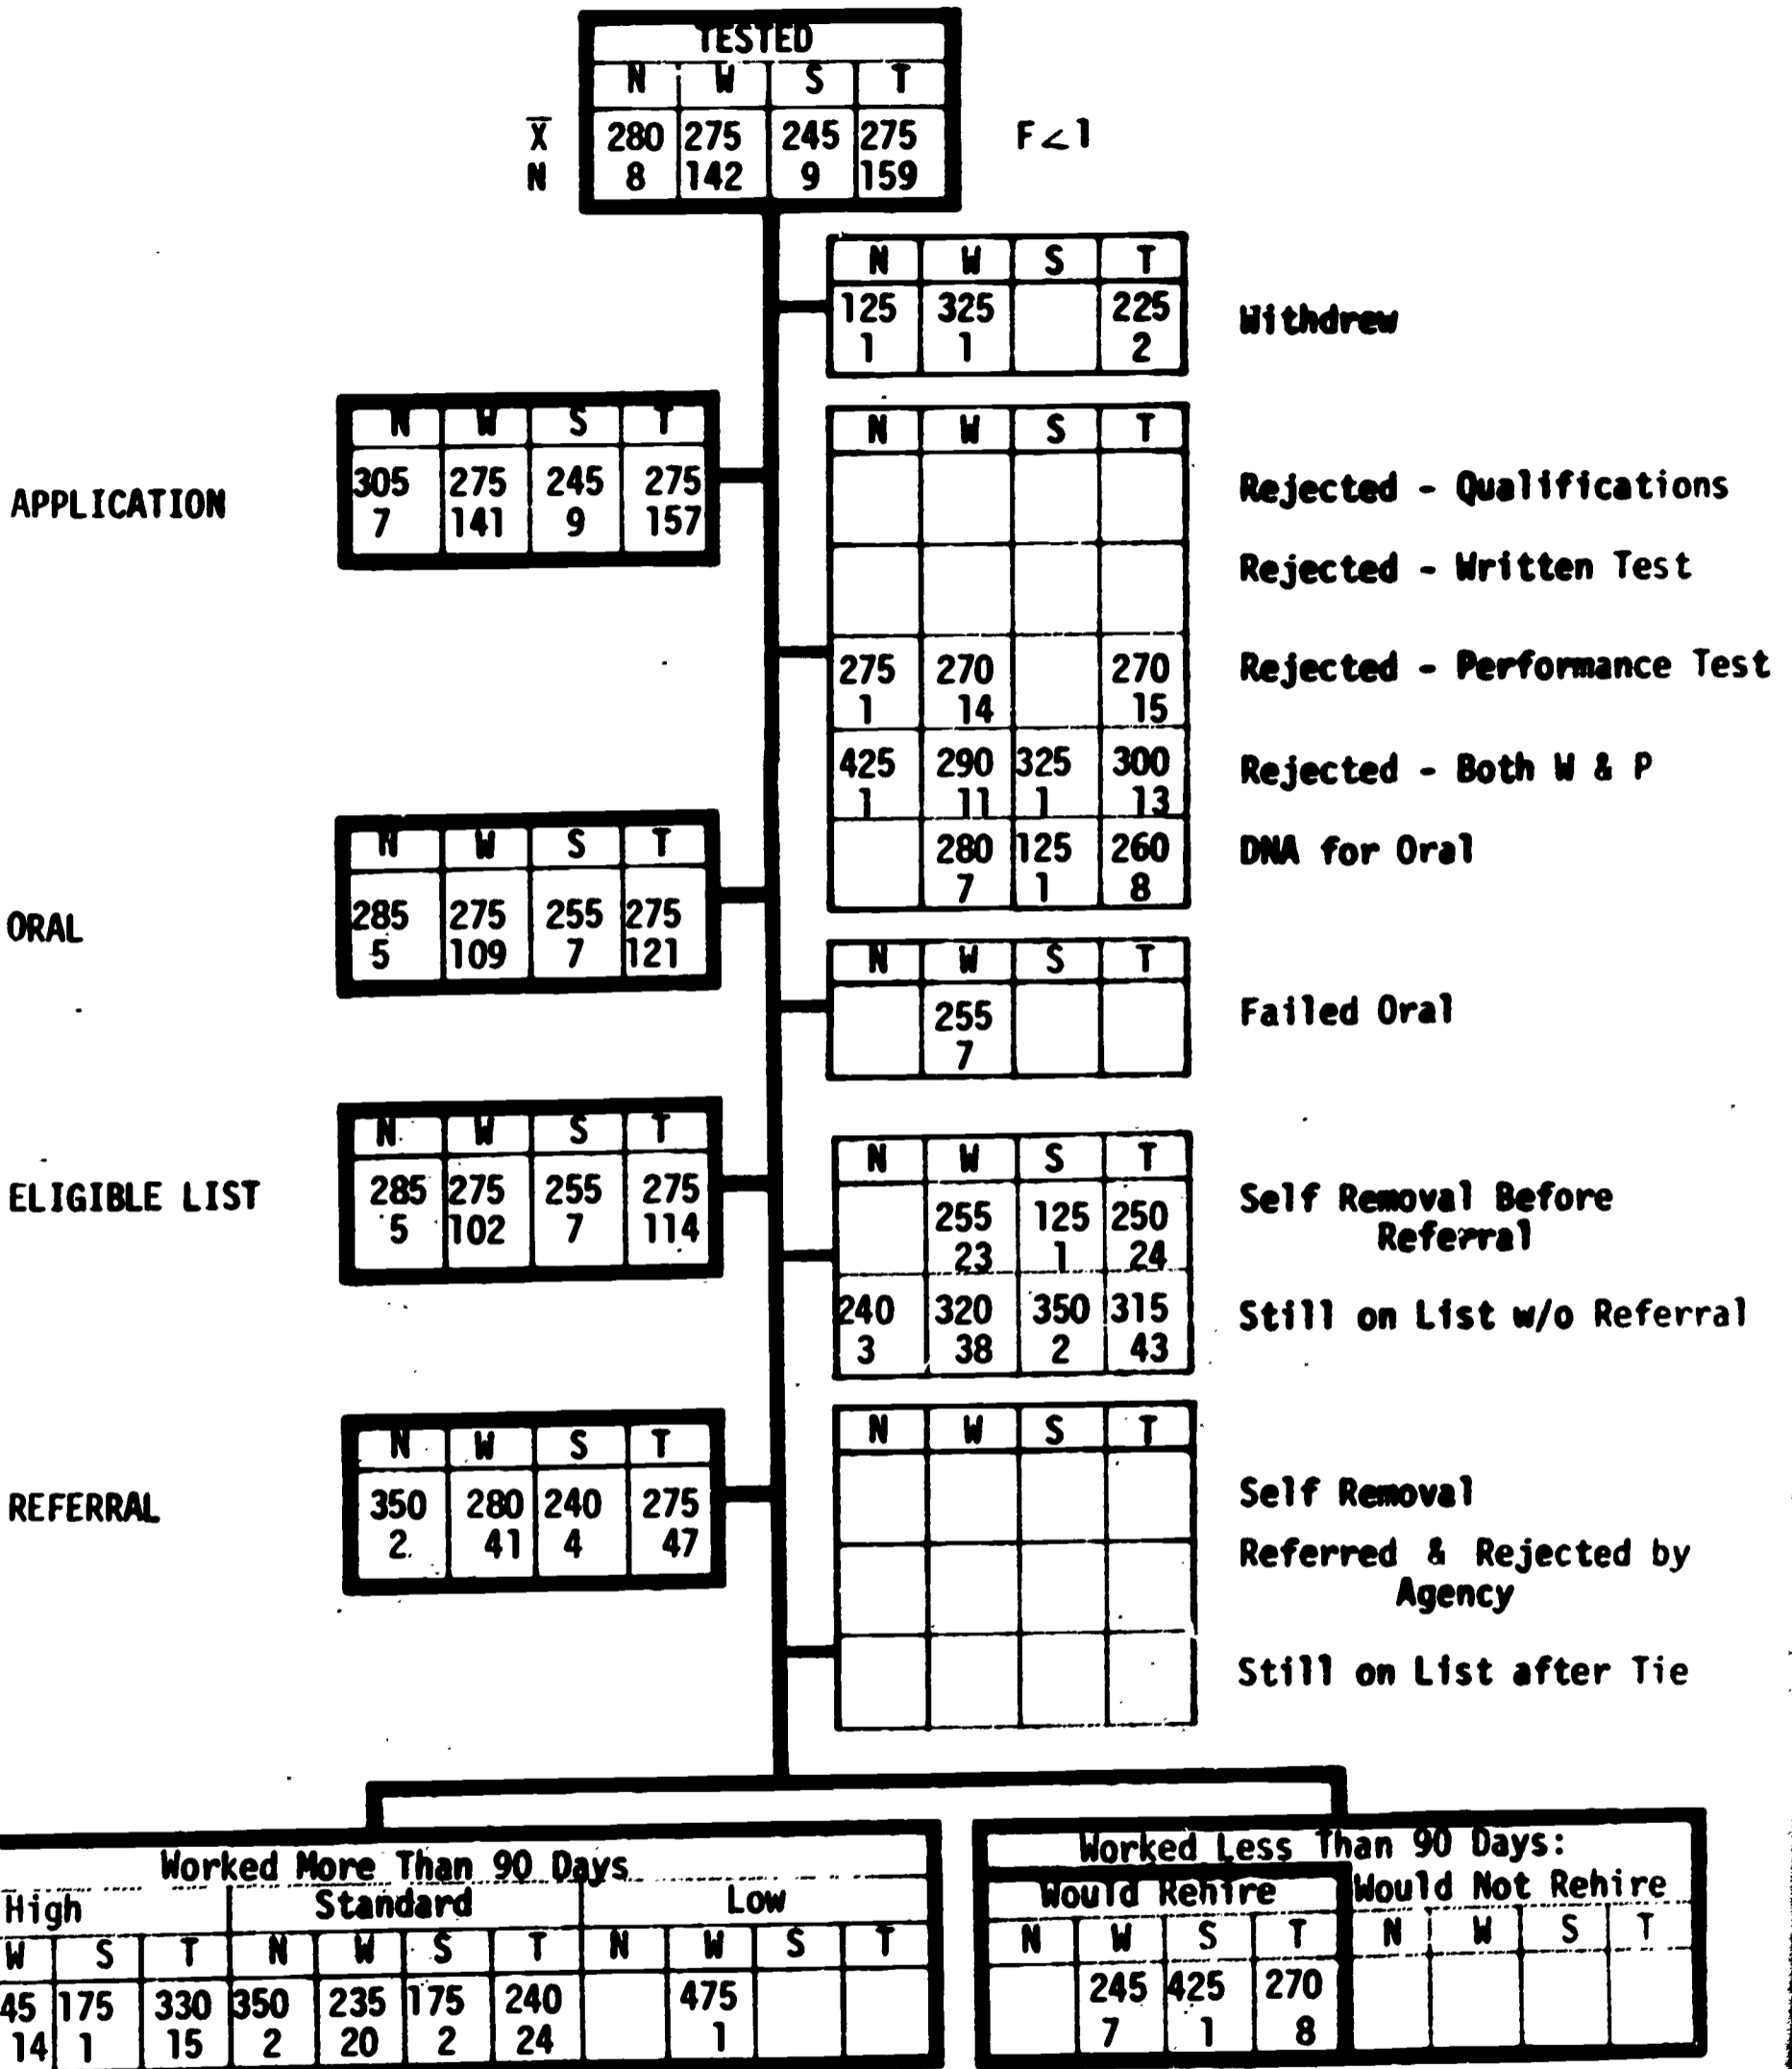 TESTED
N W S T
X̄ 280 275 245 275 F<1
N 8 142 9 159
N W S T
125 325 225 Withdrew
1 1 2
APPLICATION
N W S T
305 275 245 275
7 141 9 157
N W S T
Rejected - Qualifications
Rejected - Written Test
275 270 270 Rejected - Performance Test
1 14 15
425 290 325 300 Rejected - Both W & P
1 11 1 13
280 125 260 DNA for Oral
7 1 8
ORAL
N W S T
285 275 255 275
5 109 7 121
N W S T
255 Failed Oral
7
ELIGIBLE LIST
N W S T
285 275 255 275
5 102 7 114
N W S T
255 125 250 Self Removal Before
Referral
23 1 24
240 320 350 315 Still on List w/o Referral
3 38 2 43
REFERRAL
N W S T
350 280 240 275
2 41 4 47
N W S T
Self Removal
Referred & Rejected by
Agency
Still on List after Tie
Worked More Than 90 Days
High Standard Low
W S T N W S T N W S T
45 175 330 350 235 175 240 475
14 1 15 2 20 2 24 1
Worked Less Than 90 Days:
Would Rehire Would Not Rehire
N W S T N W S T
245 425 270
7 1 8